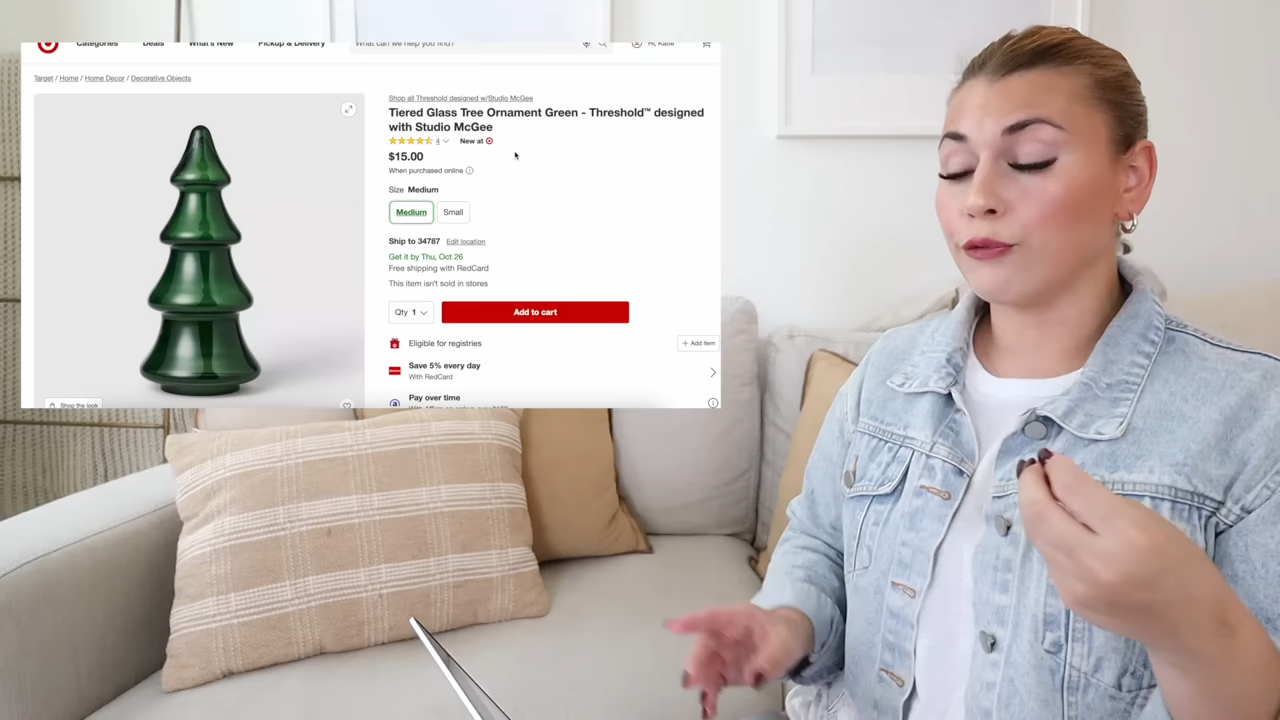 Categories Deals What's New Pickup & Delivery What can we help you find? Hi, Katie
Target / Home / Home Decor / Decorative Objects
Shop all Threshold designed w/Studio McGee
Tiered Glass Tree Ornament Green - Threshold™ designed
with Studio McGee
4 New at
$15.00
When purchased online
Size Medium
Medium Small
Ship to 34787 Edit location
Get it by Thu, Oct 26
Free shipping with RedCard
This item isn't sold in stores
Qty 1 Add to cart
Eligible for registries + Add item
Save 5% every day
With RedCard
Pay over time
Shop the look